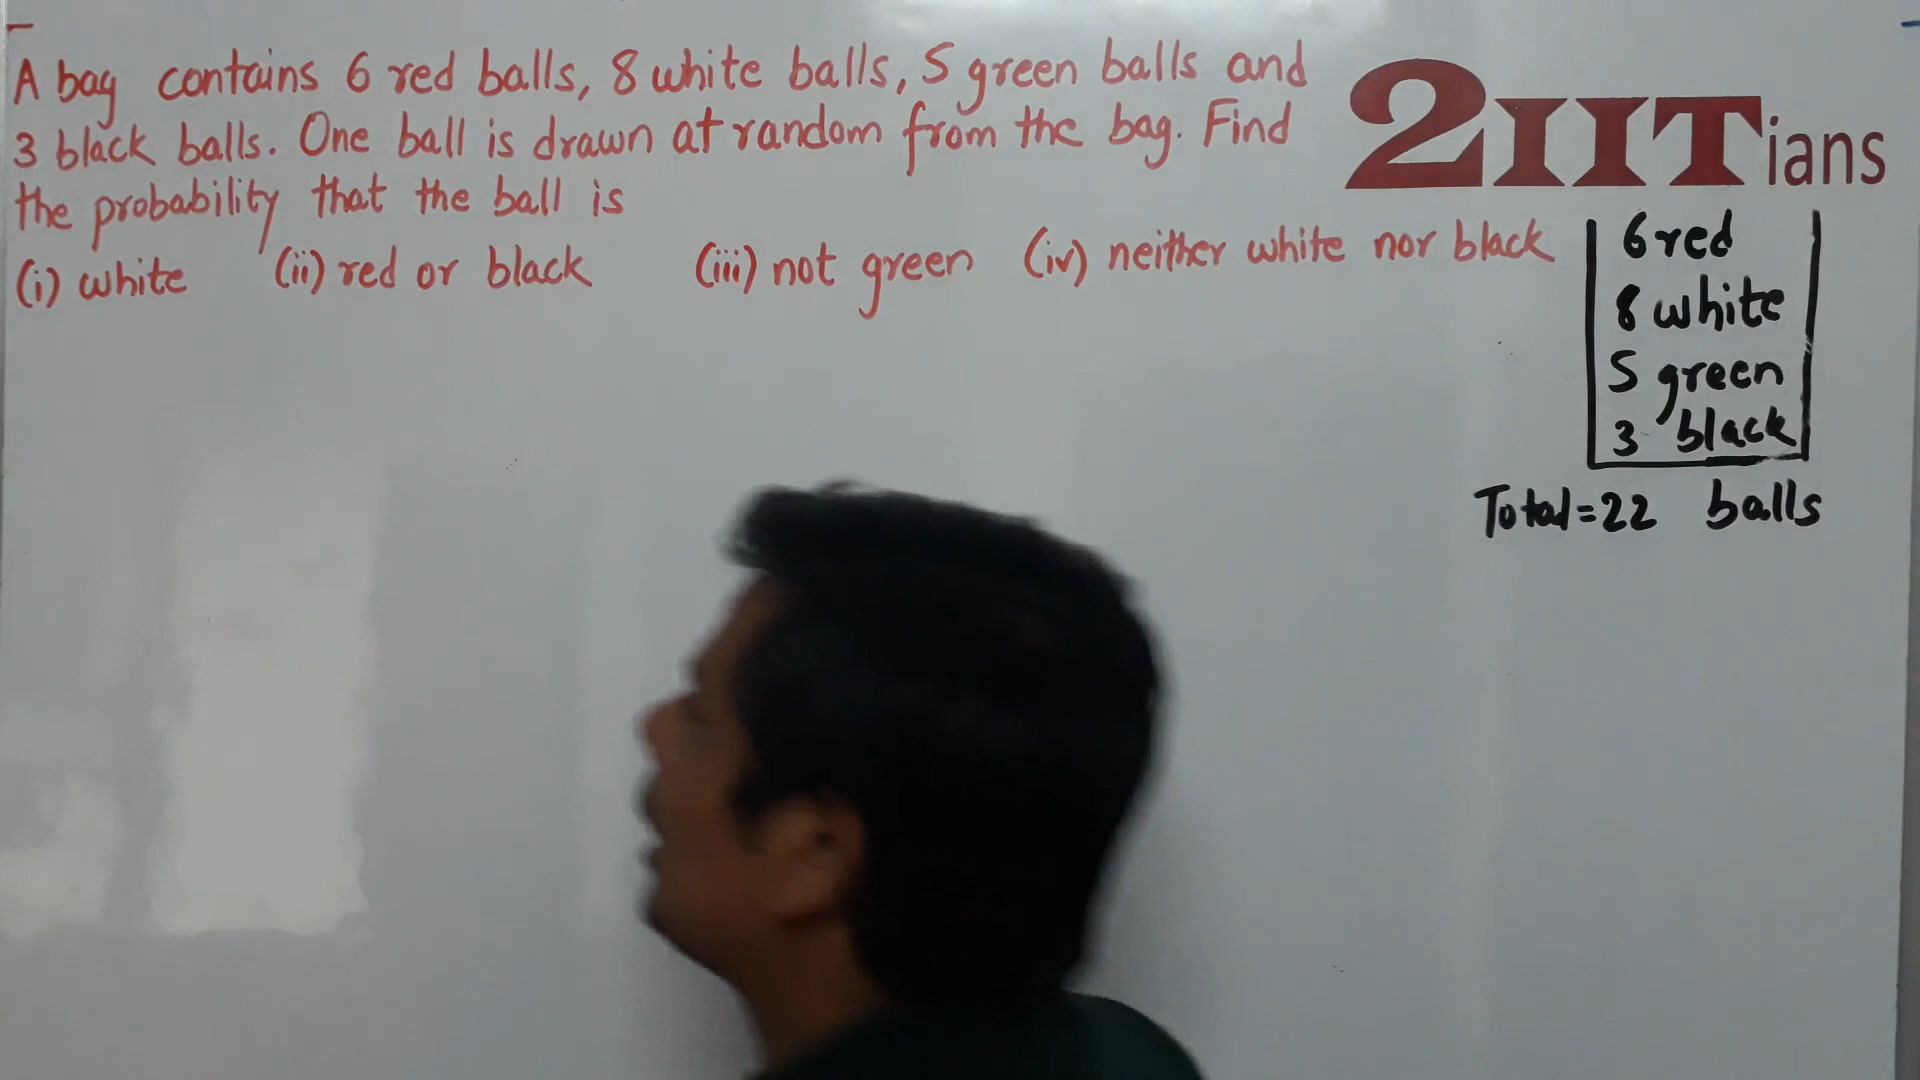 A bag contains 6 red balls, 8 white balls, 5 green balls and
3 black balls. One ball is drawn at random from the bag. Find
the probability that the ball is
(i) white (ii) red or black (iii) not green (iv) neither white nor black
2IITians
6 red
8 white
5 green
3 black
Total=22 balls